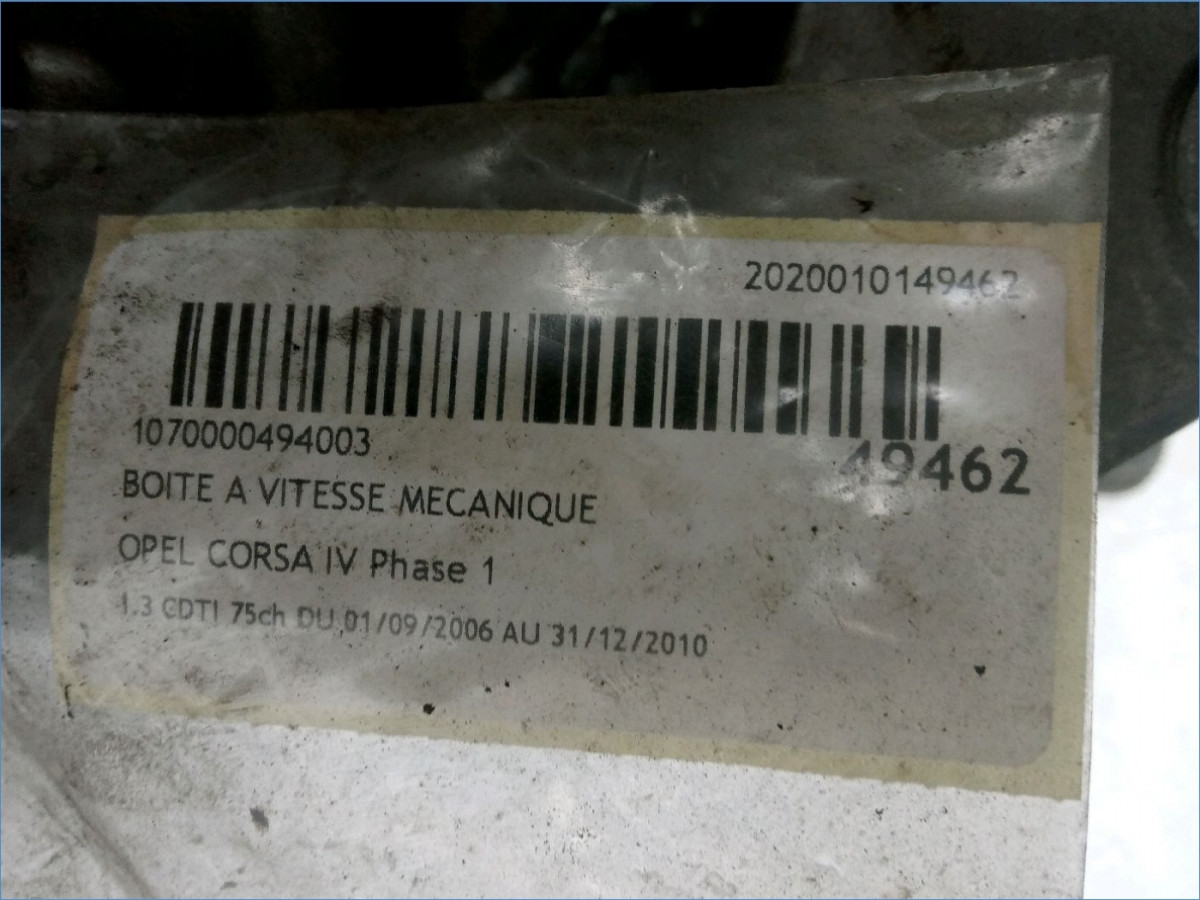 2020010149462
1070000494003
49462
BOITE A VITESSE MECANIQUE
OPEL CORSA IV Phase 1
1.3 CDTI 75ch DU 01/09/2006 AU 31/12/2010